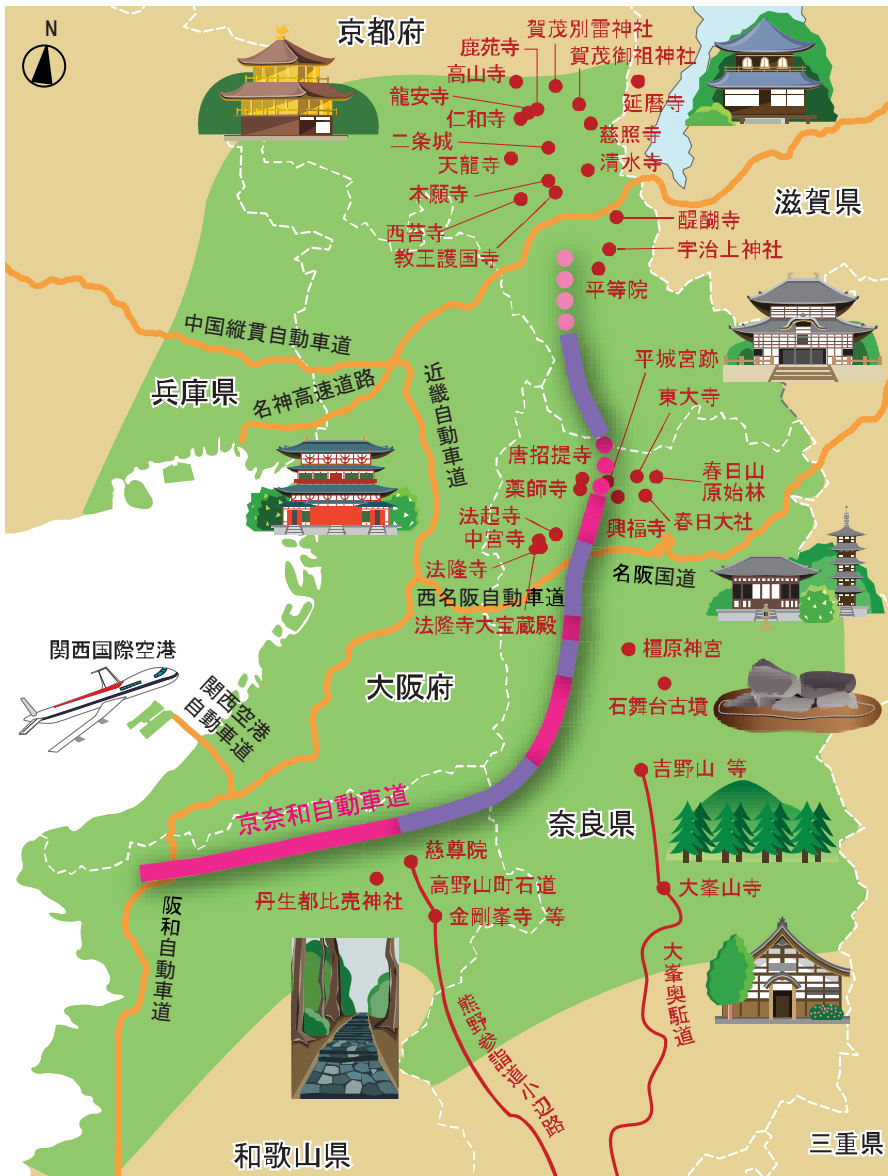 N
京都府
賀茂別雷神社
鹿苑寺
賀茂御祖神社
高山寺
延暦寺
龍安寺
仁和寺
慈照寺
二条城
天龍寺
清水寺
本願寺
滋賀県
醍醐寺
西芳寺
宇治上神社
教王護国寺
平等院
中国縦貫自動車道
平城宮跡
兵庫県
名神高速道路
近畿自動車道
東大寺
唐招提寺
春日山
原始林
薬師寺
法起寺
興福寺
春日大社
中宮寺
法隆寺
名阪国道
西名阪自動車道
法隆寺大宝蔵殿
関西国際空港
橿原神宮
大阪府
関西空港
自動車道
石舞台古墳
吉野山 等
京奈和自動車道
奈良県
慈尊院
高野山町石道
大峯山寺
丹生都比売神社
金剛峯寺 等
阪和自動車道
大峯奥駈道
熊野参詣道小辺路
和歌山県
三重県